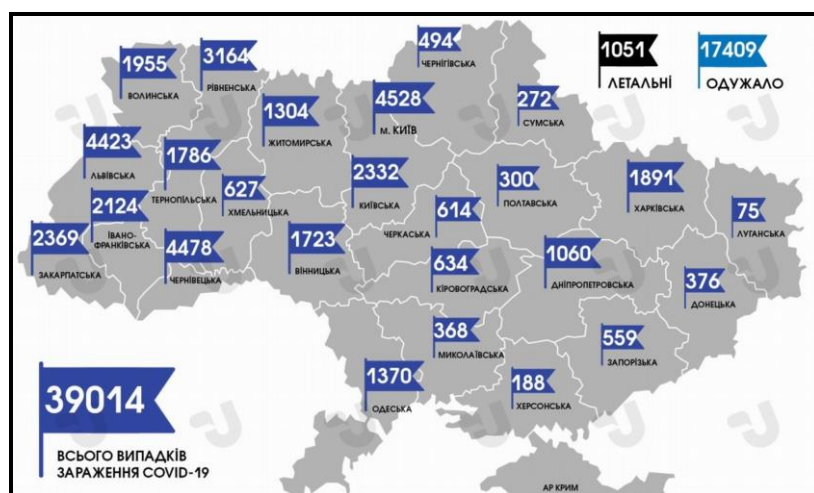 494
ЧЕРНІГІВСЬКА
1051
ЛЕТАЛЬНІ
17409
ОДУЖАЛО
1955
ВОЛИНСЬКА
3164
РІВНЕНСЬКА
1304
ЖИТОМИРСЬКА
4528
М. КИЇВ
272
СУМСЬКА
4423
ЛЬВІВСЬКА
1786
ТЕРНОПІЛЬСЬКА
627
ХМЕЛЬНИЦЬКА
2332
КИЇВСЬКА
300
ПОЛТАВСЬКА
1891
ХАРКІВСЬКА
75
ЛУГАНСЬКА
2124
ІВАНО-
ФРАНКІВСЬКА
614
ЧЕРКАСЬКА
2369
ЗАКАРПАТСЬКА
4478
ЧЕРНІВЕЦЬКА
1723
ВІННИЦЬКА
634
КІРОВОГРАДСЬКА
1060
ДНІПРОПЕТРОВСЬКА
376
ДОНЕЦЬКА
368
МИКОЛАЇВСЬКА
559
ЗАПОРІЗЬКА
1370
ОДЕСЬКА
188
ХЕРСОНСЬКА
39014
ВСЬОГО ВИПАДКІВ
ЗАРАЖЕННЯ COVID-19
АР КРИМ